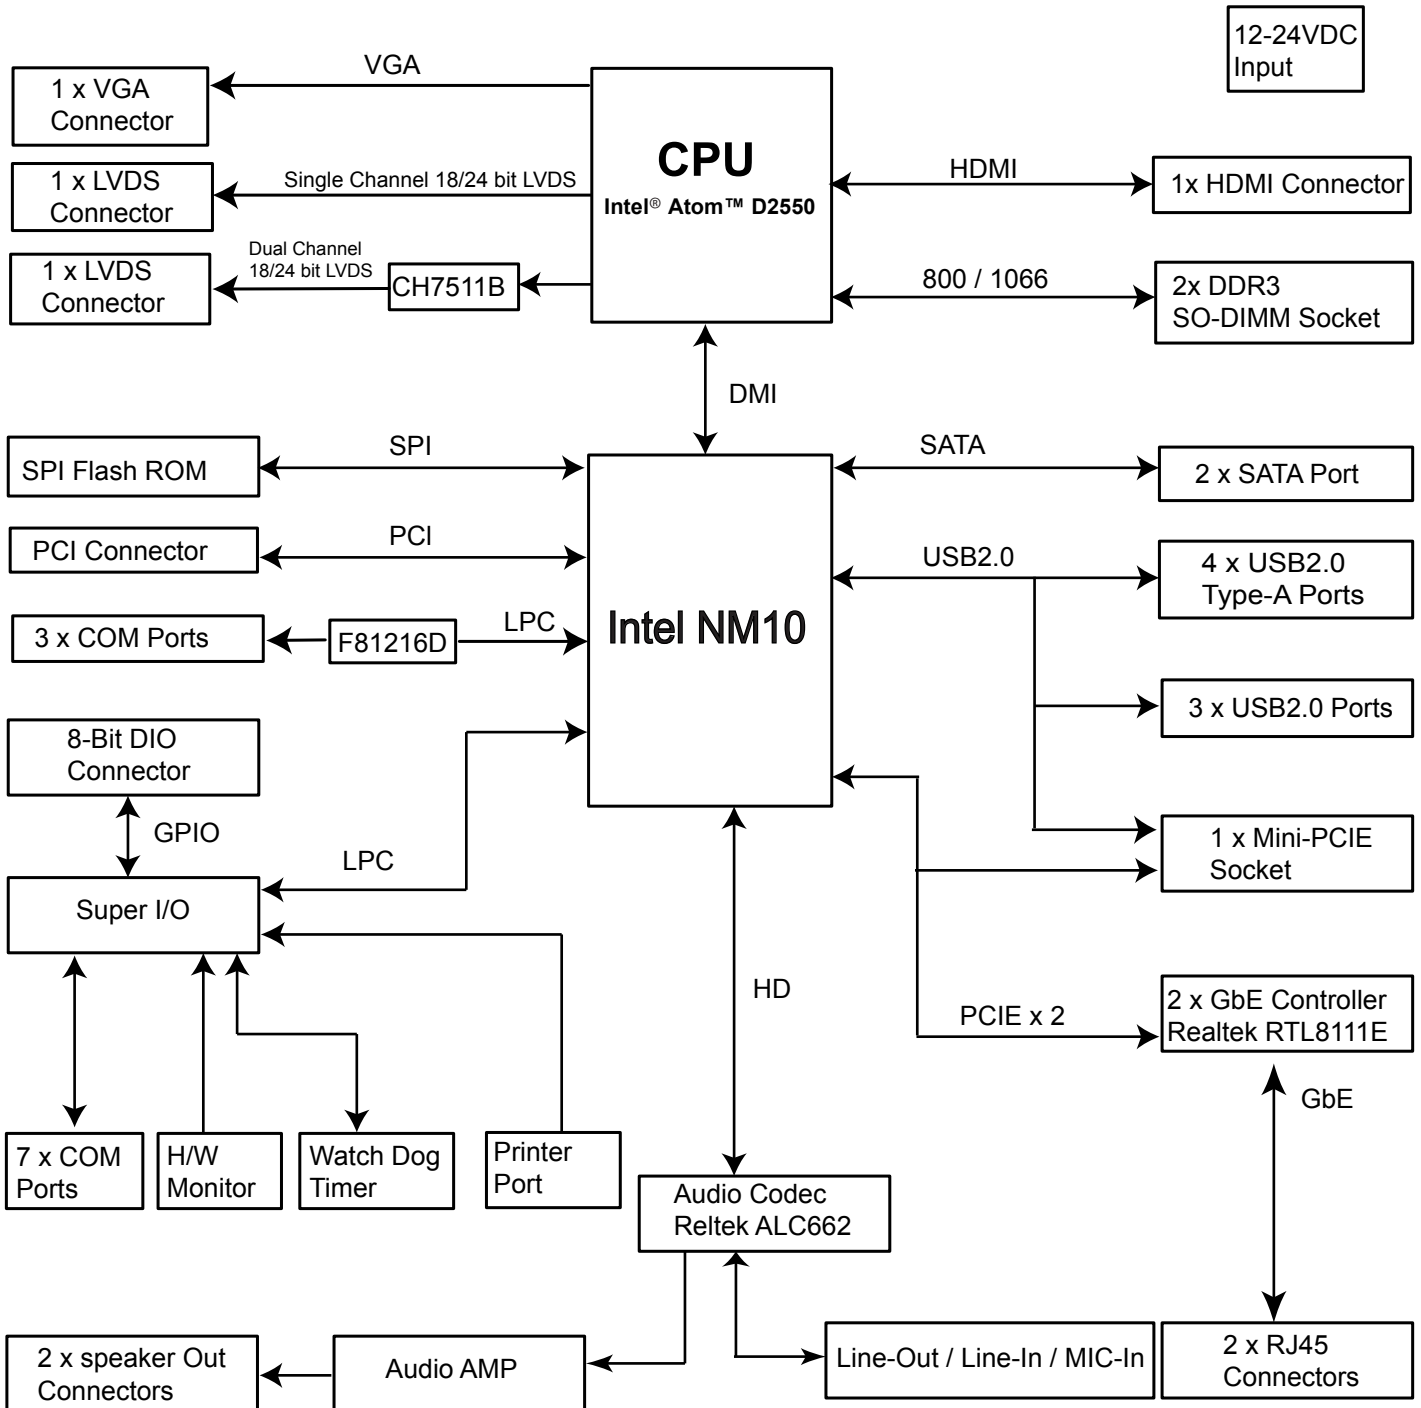 12-24VDC
Input
VGA
1 x VGA
Connector
CPU
Intel® Atom™ D2550
HDMI
1x HDMI Connector
Single Channel 18/24 bit LVDS
1 x LVDS
Connector
Dual Channel
18/24 bit LVDS
1 x LVDS
Connector
CH7511B
800 / 1066
2x DDR3
SO-DIMM Socket
DMI
SPI
SPI Flash ROM
SATA
2 x SATA Port
PCI
PCI Connector
USB2.0
4 x USB2.0
Type-A Ports
LPC
3 x COM Ports
F81216D
Intel NM10
3 x USB2.0 Ports
8-Bit DIO
Connector
GPIO
LPC
1 x Mini-PCIE
Socket
Super I/O
HD
PCIE x 2
2 x GbE Controller
Realtek RTL8111E
GbE
7 x COM
Ports
H/W
Monitor
Watch Dog
Timer
Printer
Port
Audio Codec
Reltek ALC662
2 x speaker Out
Connectors
Audio AMP
Line-Out / Line-In / MIC-In
2 x RJ45
Connectors